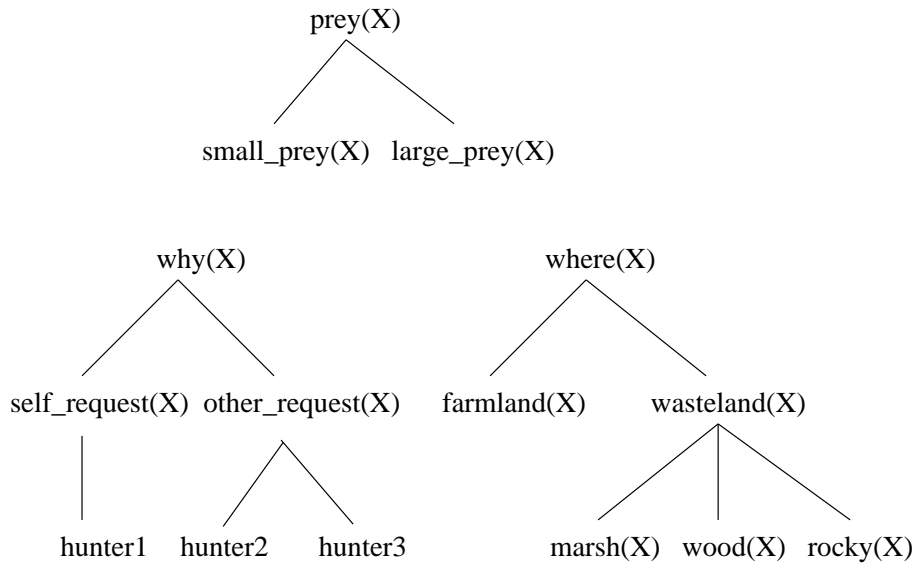 prey(X)
small_prey(X) large_prey(X)
why(X) where(X)
self_request(X) other_request(X) farmland(X) wasteland(X)
hunter1 hunter2 hunter3 marsh(X) wood(X) rocky(X)